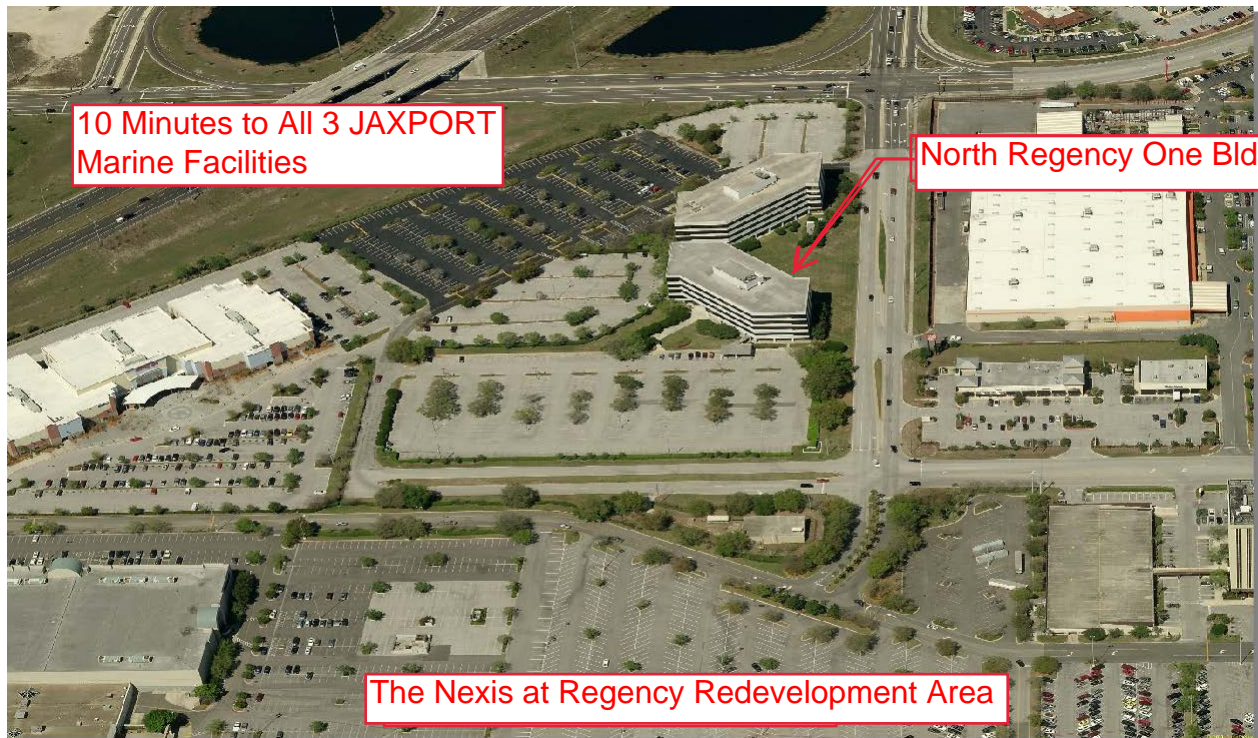 10 Minutes to All 3 JAXPORT
Marine Facilities
North Regency One Bld
The Nexis at Regency Redevelopment Area